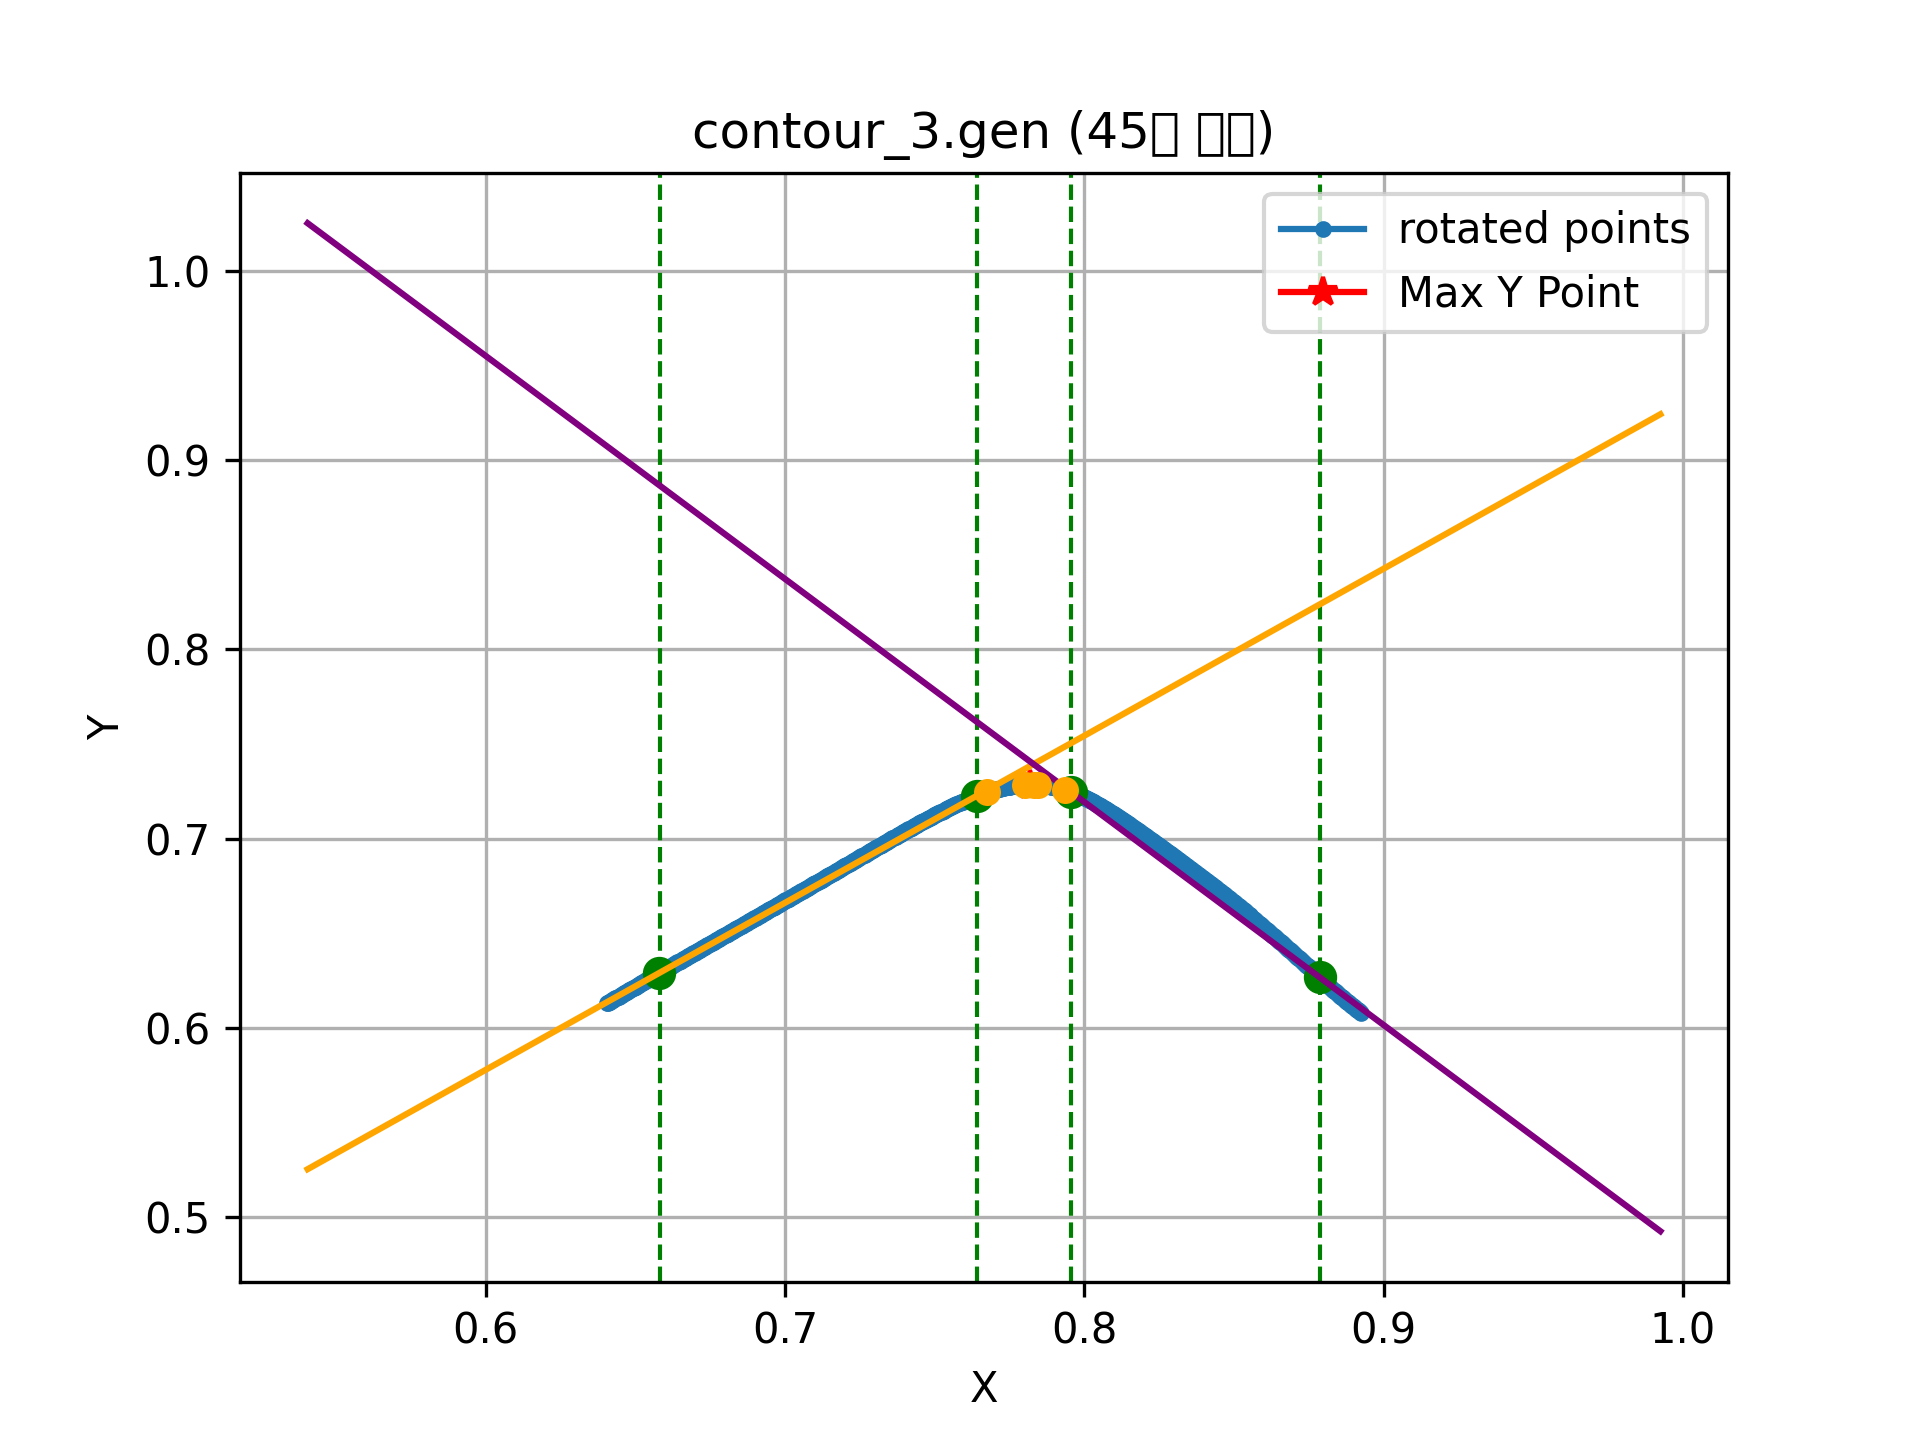 contour_3.gen (45▯ ▯▯)
rotated points
Max Y Point
1.0
0.9
0.8
0.7
0.6
0.5
Y
0.6 0.7 0.8 0.9 1.0
X